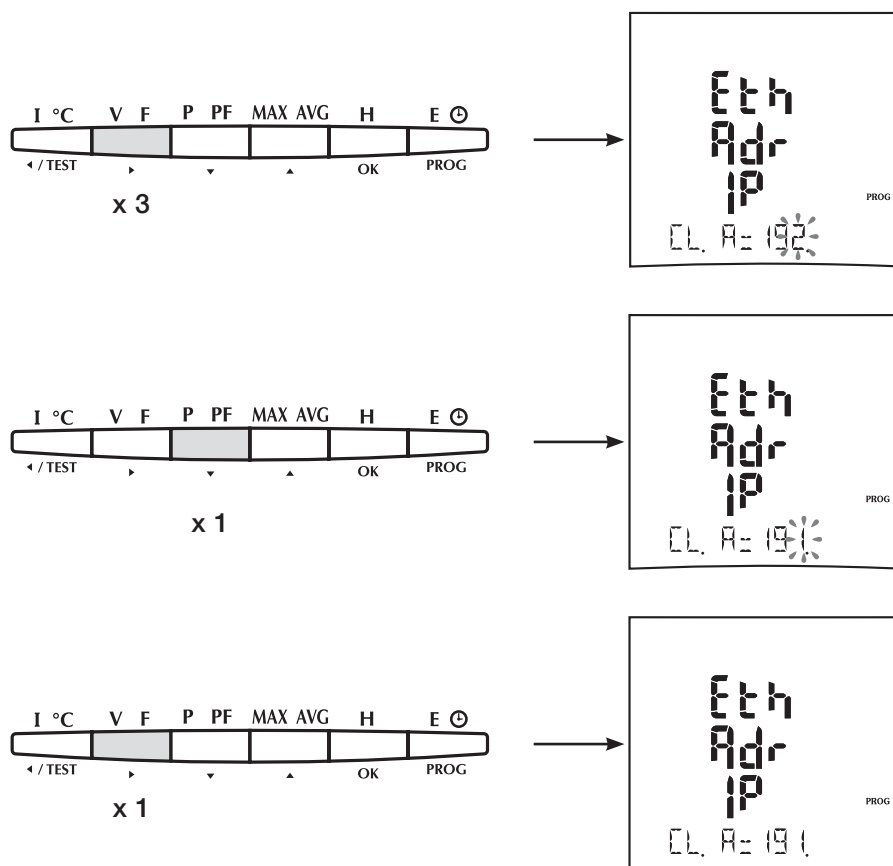 I °C V F P PF MAX AVG H E
/ TEST OK PROG
x 3
Eth
Adr
IP
PROG
CL. A=192.
I °C V F P PF MAX AVG H E
/ TEST OK PROG
x 1
Eth
Adr
IP
PROG
CL. A=191.
I °C V F P PF MAX AVG H E
/ TEST OK PROG
x 1
Eth
Adr
IP
PROG
CL. A=191.